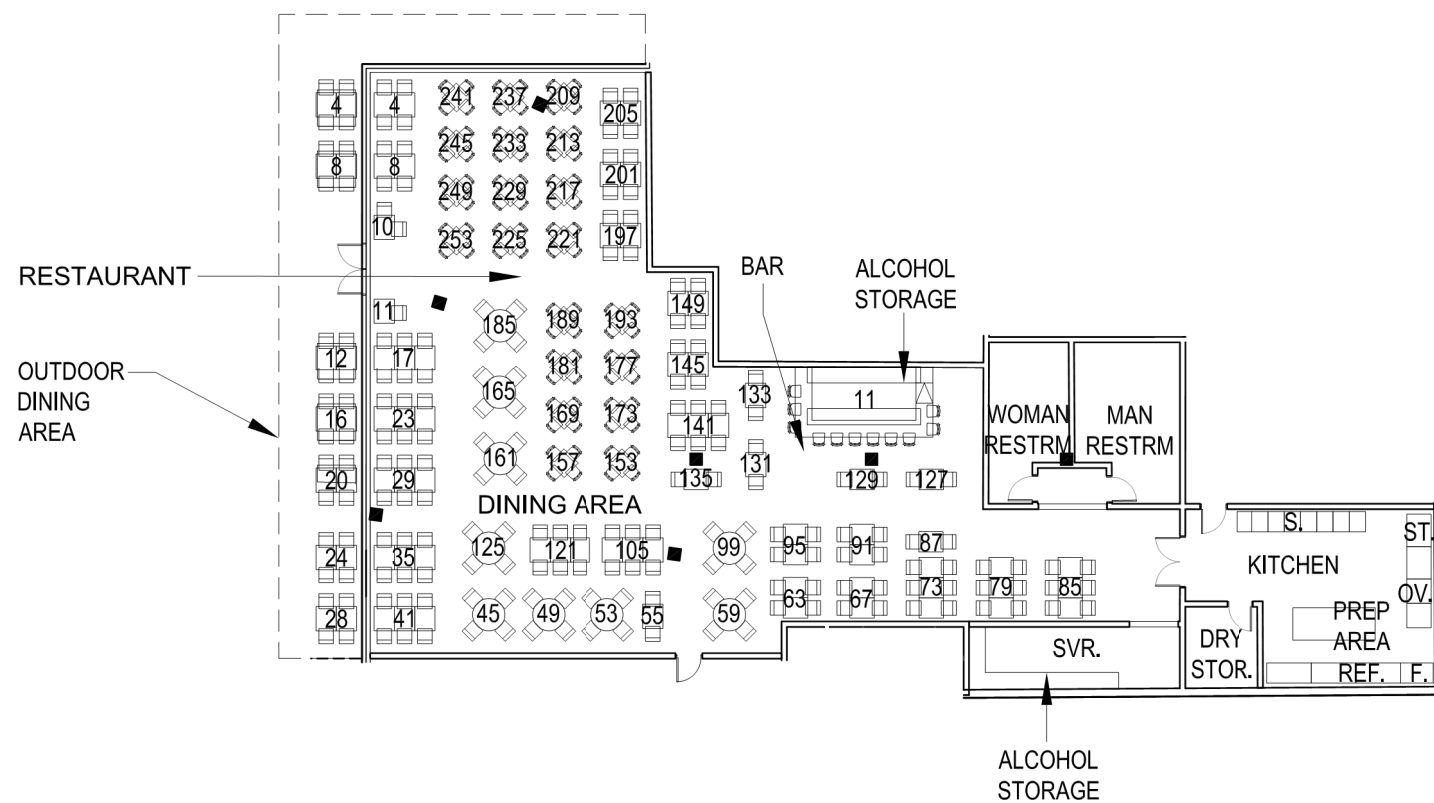 4
4
241
237
209
205
245
233
213
8
8
201
249
229
217
10
253
225
221
197
RESTAURANT
BAR
ALCOHOL
STORAGE
11
149
185
189
193
12
17
145
181
177
OUTDOOR
DINING
AREA
165
133
11
16
23
169
173
141
WOMAN
RESTRM
MAN
RESTRM
161
157
153
131
20
29
135
129
127
DINING AREA
125
121
105
99
95
91
87
24
35
S.
ST.
KITCHEN
OV.
73
79
85
63
67
28
41
45
49
53
55
59
PREP
AREA
DRY
STOR.
SVR.
REF.
F.
ALCOHOL
STORAGE